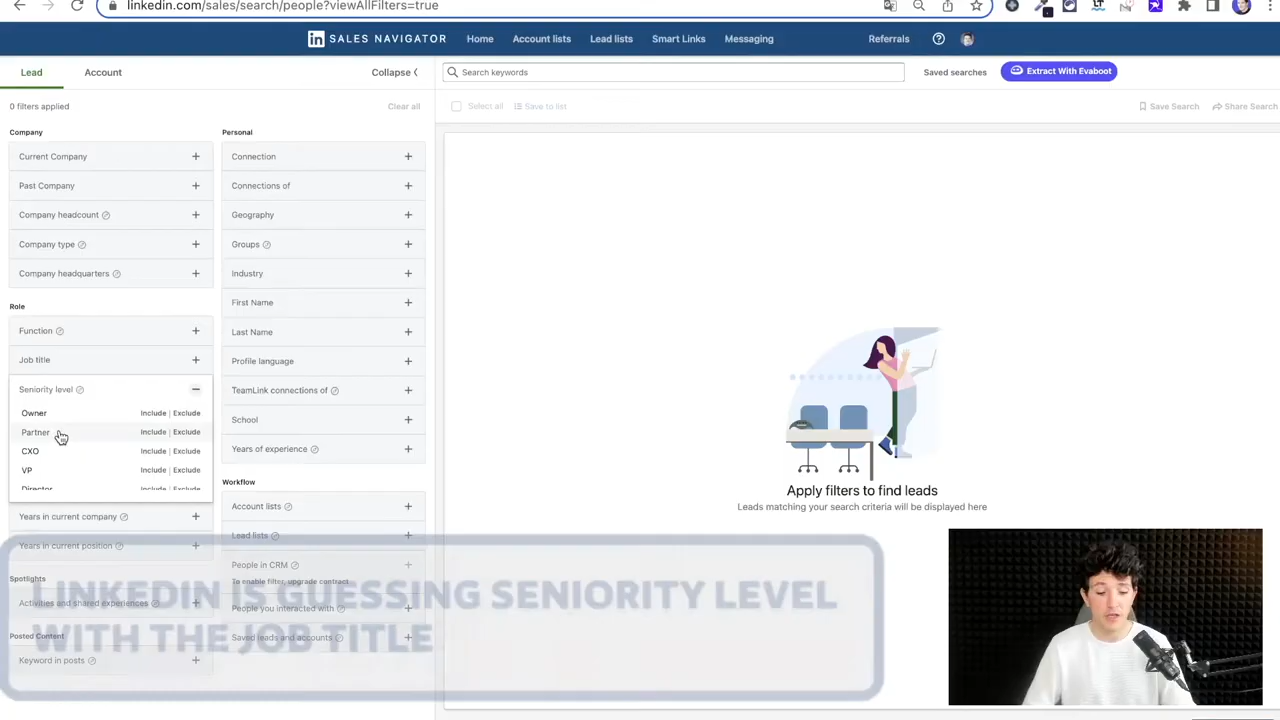 linkedin.com/sales/search/people?viewAllFilters=true
in SALES NAVIGATOR
Home
Account lists
Lead lists
Smart Links
Messaging
Referrals
Lead
Account
Collapse
Search keywords
Saved searches
Extract With Evaboot
0 filters applied
Clear all
Select all
Save to list
Save Search
Share Search
Company
Current Company
Past Company
Company headcount
Company type
Company headquarters
Role
Function
Job title
Seniority level
Owner Include | Exclude
Partner Include | Exclude
CXO Include | Exclude
VP Include | Exclude
Director Include | Exclude
Years in current company
Years in current position
Spotlights
Activities and shared experiences
Posted Content
Keyword in posts
Personal
Connection
Connections of
Geography
Groups
Industry
First Name
Last Name
Profile language
TeamLink connections of
School
Years of experience
Workflow
Account lists
Lead lists
People in CRM
To enable filter, upgrade contract
People you interacted with
Saved leads and accounts
Apply filters to find leads
Leads matching your search criteria will be displayed here
LINKEDIN IS GUESSING SENIORITY LEVEL
WITH THE JOB TITLE